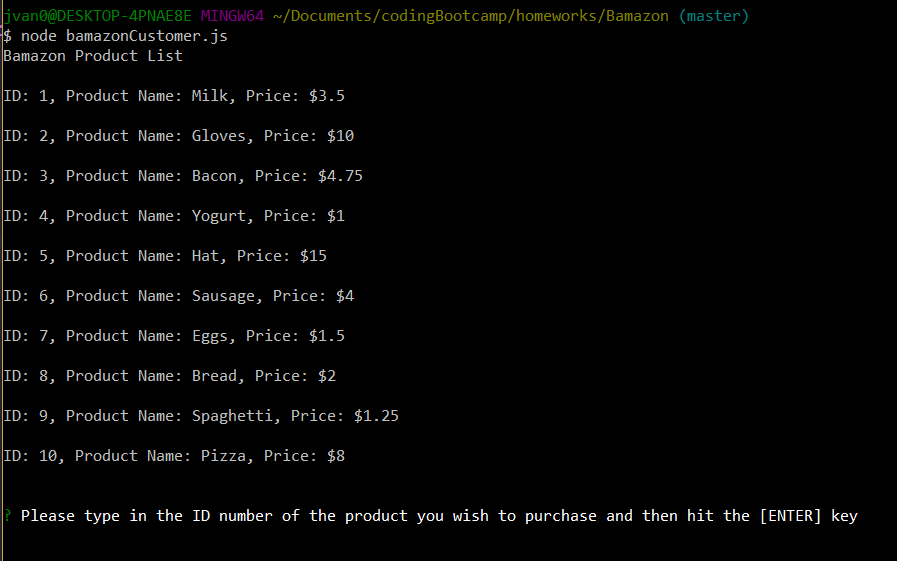 jvan0@DESKTOP-4PNAE8E MINGW64 ~/Documents/codingBootcamp/homeworks/Bamazon (master)
$ node bamazonCustomer.js
Bamazon Product List
ID: 1, Product Name: Milk, Price: $3.5
ID: 2, Product Name: Gloves, Price: $10
ID: 3, Product Name: Bacon, Price: $4.75
ID: 4, Product Name: Yogurt, Price: $1
ID: 5, Product Name: Hat, Price: $15
ID: 6, Product Name: Sausage, Price: $4
ID: 7, Product Name: Eggs, Price: $1.5
ID: 8, Product Name: Bread, Price: $2
ID: 9, Product Name: Spaghetti, Price: $1.25
ID: 10, Product Name: Pizza, Price: $8
? Please type in the ID number of the product you wish to purchase and then hit the [ENTER] key